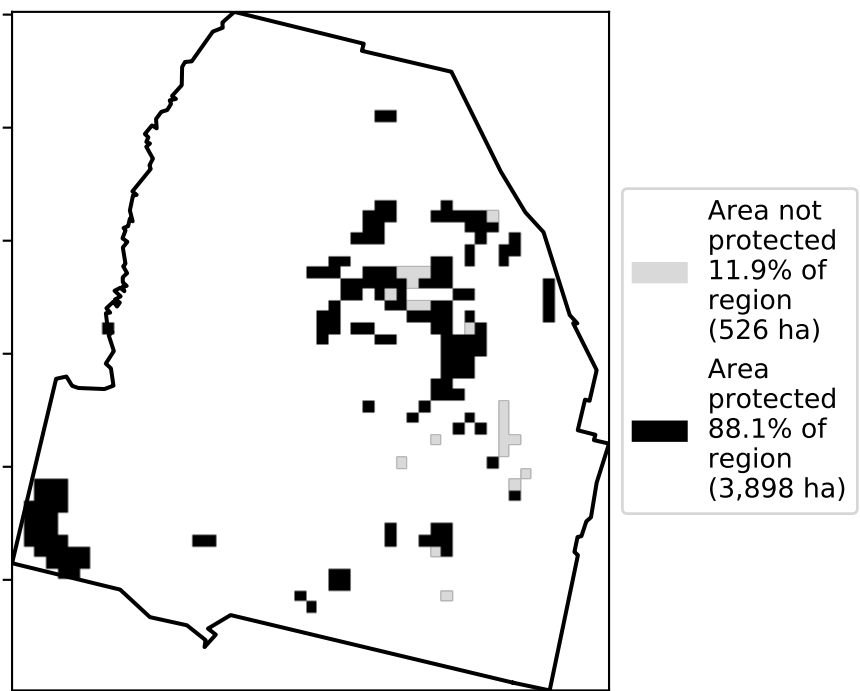 Area not
protected
11.9% of
region
(526 ha)
Area
protected
88.1% of
region
(3,898 ha)